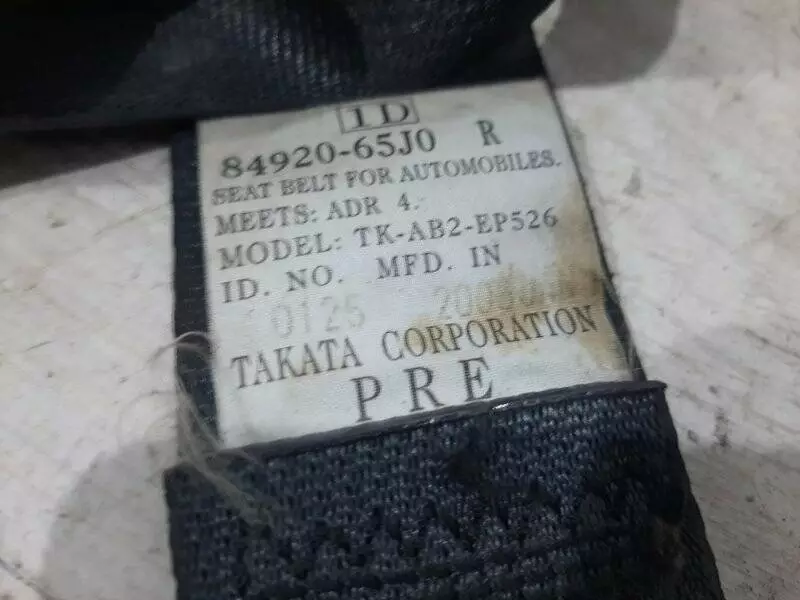 ID
84920-65J0 R
SEAT BELT FOR AUTOMOBILES.
MEETS: ADR 4.
MODEL: TK-AB2-EP526
ID. NO. MFD. IN
0125
TAKATA CORPORATION
PRE